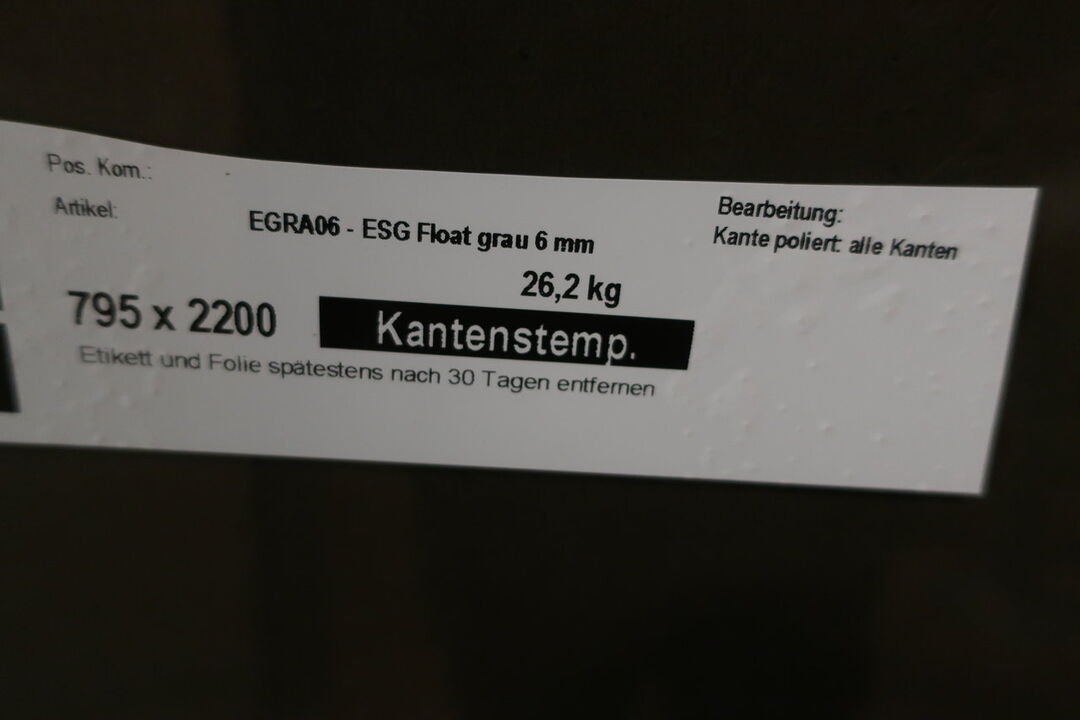 Pos. Kom.:
Artikel:
EGRA06 - ESG Float grau 6 mm
26,2 kg
795 x 2200
Kantenstemp.
Etikett und Folie spätestens nach 30 Tagen entfernen
Bearbeitung:
Kante poliert: alle Kanten